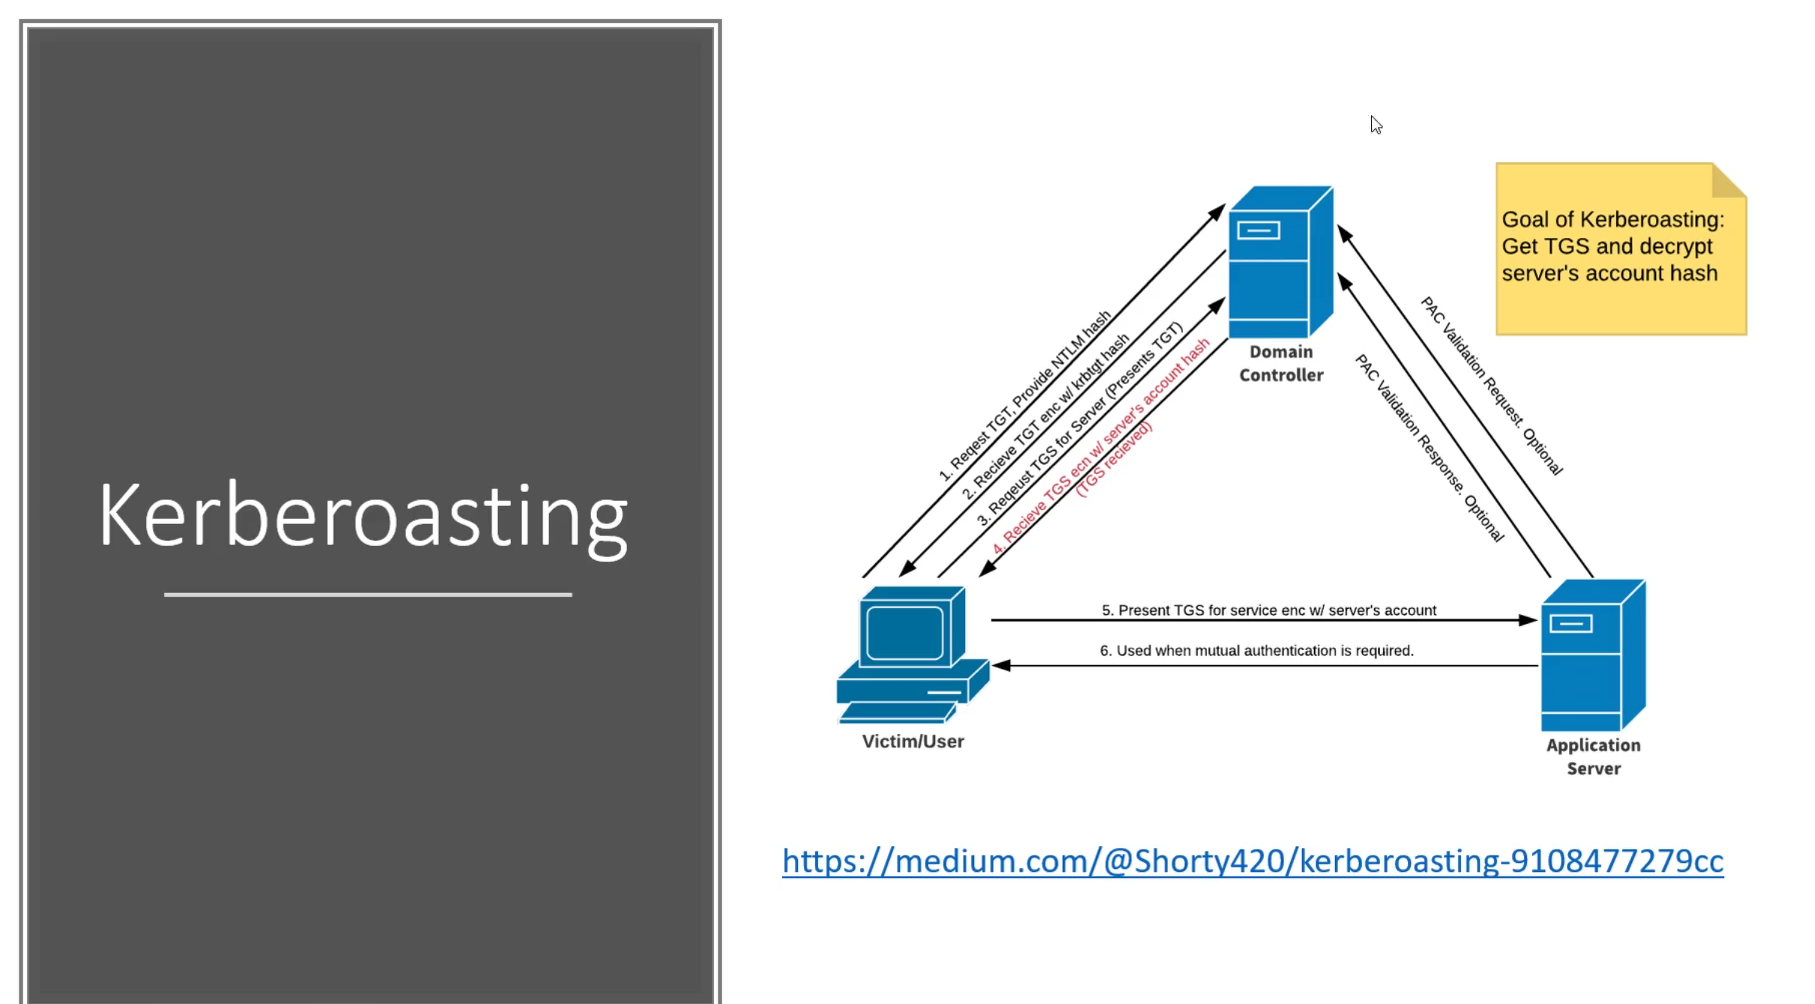 Kerberoasting
Goal of Kerberoasting:
Get TGS and decrypt
server's account hash
Domain
Controller
1. Reqest TGT, Provide NTLM hash
2. Recieve TGT enc w/ krbtgt hash
3. Reqeust TGS for Server (Presents TGT)
4. Recieve TGS ecn w/ server's account hash
(TGS recieved)
PAC Validation Request. Optional
PAC Validation Response. Optional
5. Present TGS for service enc w/ server's account
6. Used when mutual authentication is required.
Victim/User
Application
Server
https://medium.com/@Shorty420/kerberoasting-9108477279cc